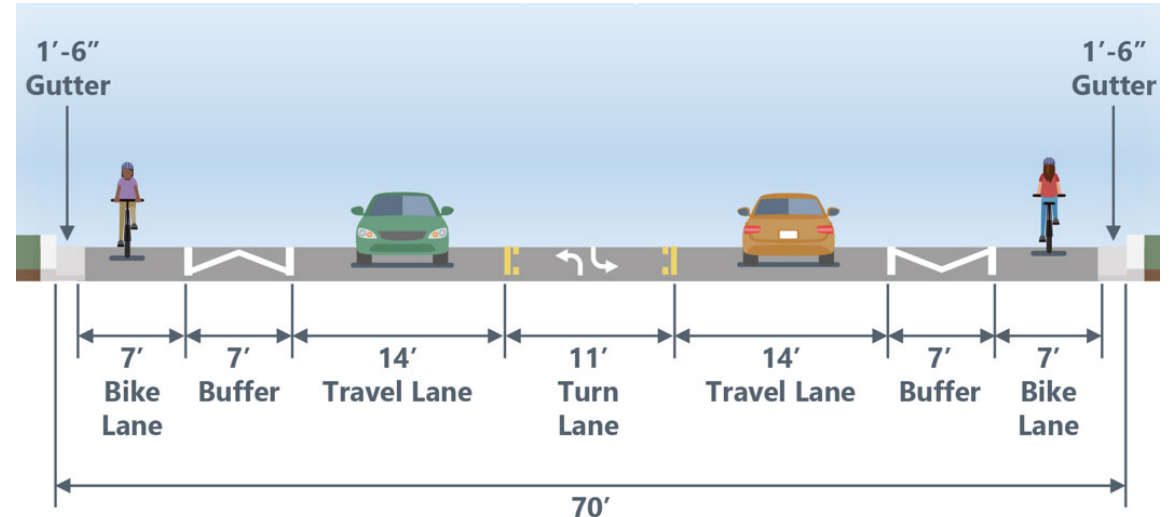 1′-6″
Gutter
1′-6″
Gutter
7′
Bike
Lane
7′
Buffer
14′
Travel Lane
11′
Turn
Lane
14′
Travel Lane
7′
Buffer
7′
Bike
Lane
70′